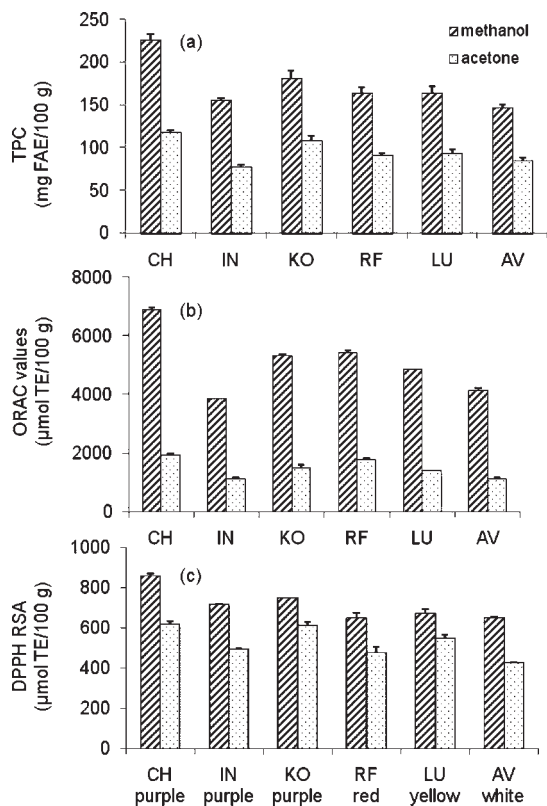 250
200
150
100
50
0
TPC
(mg FAE/100 g)
(a)
methanol
acetone
CH IN KO RF LU AV
8000
6000
4000
2000
0
ORAC values
(µmol TE/100 g)
(b)
CH IN KO RF LU AV
1000
800
600
400
200
0
DPPH RSA
(µmol TE/100 g)
(c)
CH IN KO RF LU AV
purple purple purple red yellow white